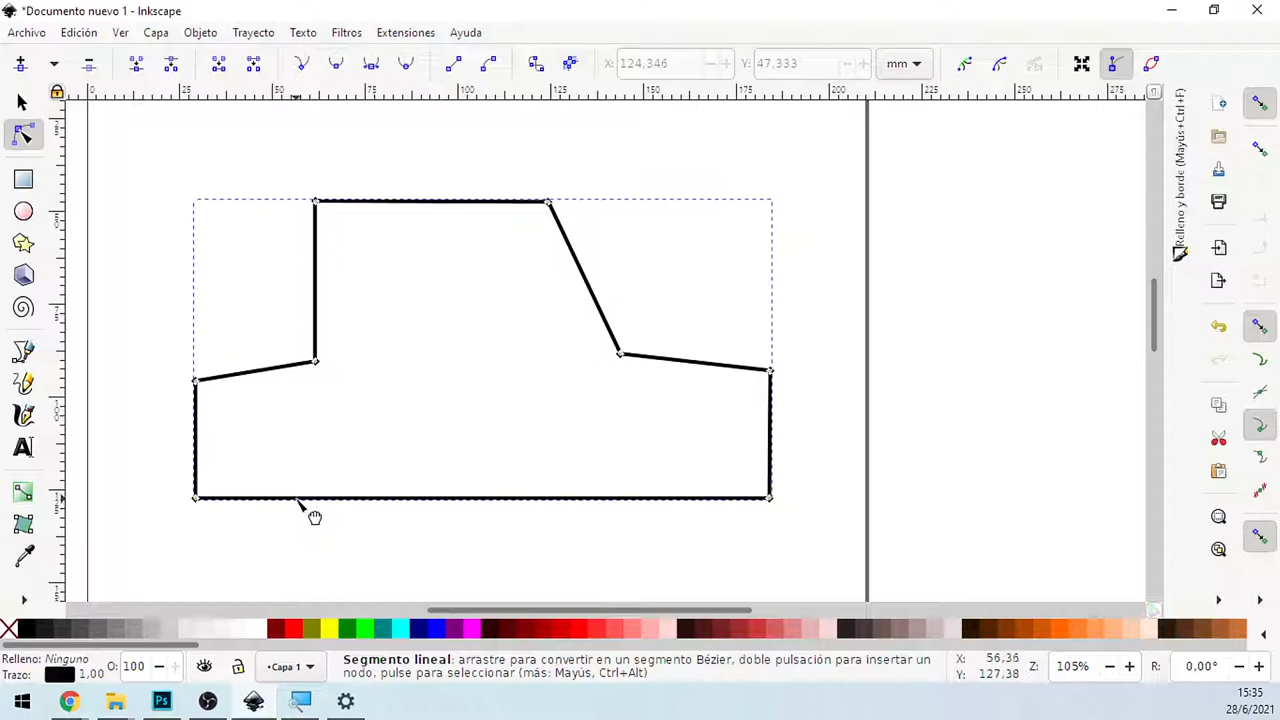 *Documento nuevo 1 - Inkscape
Archivo Edición Ver Capa Objeto Trayecto Filtros Texto Extensiones Ayuda
X: 124,346 Y: 47,333 mm
0 25 50 75 100 125 150 175 200 225 250 275
Relleno y borde (Mayús+Ctrl+F)
A
Relleno: Ninguno
Trazo: 1,00
O: 100
•Capa 1
Segmento lineal: arrastre para convertir en un segmento Bézier, doble pulsación para insertar un
nodo, pulse para seleccionar (más: Mayús, Ctrl+Alt)
X: 56,36
Y: 127,38
Z: 105%
R: 0,00°
Ps
15:35
28/6/2021